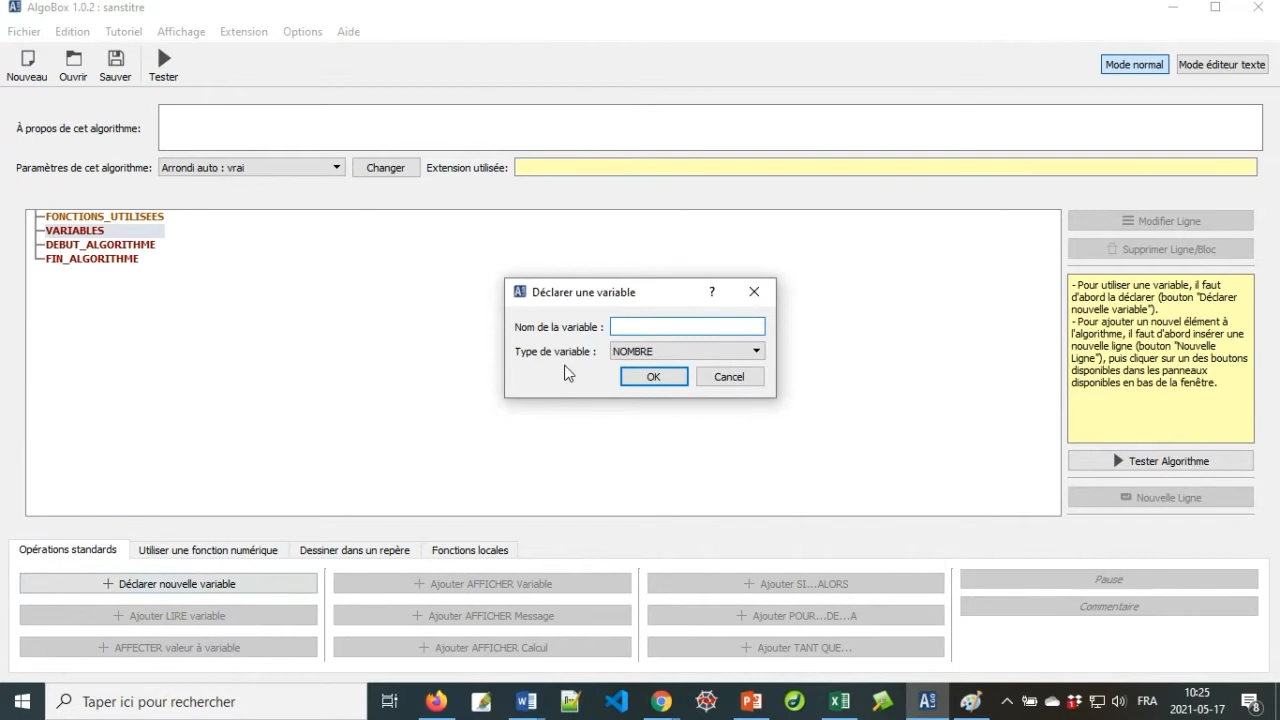 AlgoBox 1.0.2 : sanstitre
Fichier Edition Tutoriel Affichage Extension Options Aide
Nouveau Ouvrir Sauver Tester
Mode normal Mode éditeur texte
À propos de cet algorithme:
Paramètres de cet algorithme: Arrondi auto : vrai Changer Extension utilisée:
FONCTIONS_UTILISEES
VARIABLES
DEBUT_ALGORITHME
FIN_ALGORITHME
Modifier Ligne
Supprimer Ligne/Bloc
Déclarer une variable ?
Nom de la variable :
Type de variable : NOMBRE
OK Cancel
- Pour utiliser une variable, il faut
d'abord la déclarer (bouton "Déclarer
nouvelle variable").
- Pour ajouter un nouvel élément à
l'algorithme, il faut d'abord insérer une
nouvelle ligne (bouton "Nouvelle
Ligne"), puis cliquer sur un des boutons
disponibles dans les panneaux
disponibles en bas de la fenêtre.
Tester Algorithme
Nouvelle Ligne
Opérations standards Utiliser une fonction numérique Dessiner dans un repère Fonctions locales
+ Déclarer nouvelle variable + Ajouter AFFICHER Variable + Ajouter SI...ALORS Pause
+ Ajouter LIRE variable + Ajouter AFFICHER Message + Ajouter POUR...DE...A Commentaire
+ AFFECTER valeur à variable + Ajouter AFFICHER Calcul + Ajouter TANT QUE...
Taper ici pour rechercher FRA 10:25
2021-05-17 8